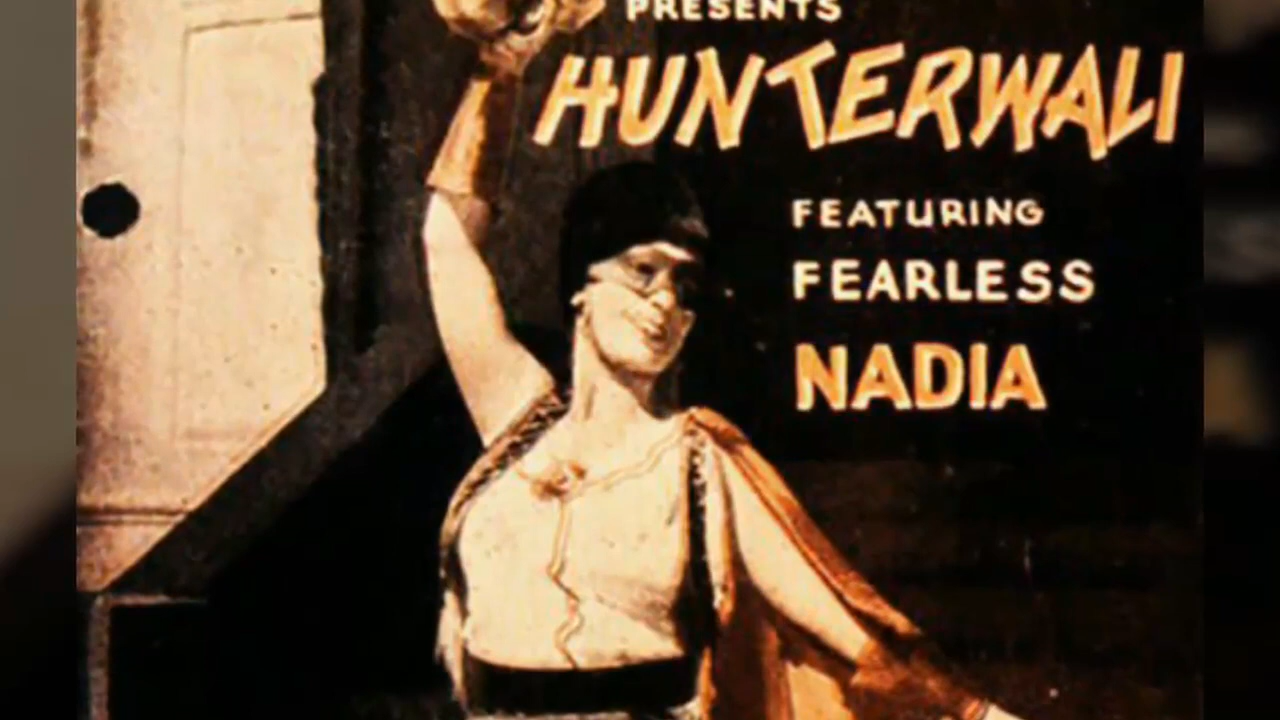 PRESENTS
HUNTERWALI
FEATURING
FEARLESS
NADIA